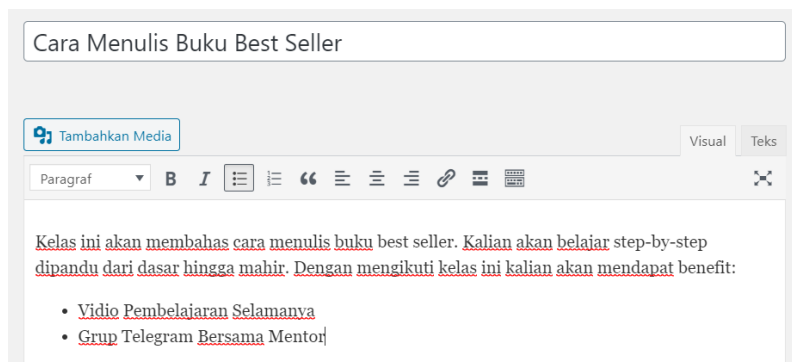 Cara Menulis Buku Best Seller
Tambahkan Media
Visual Teks
Paragraf B I
Kelas ini akan membahas cara menulis buku best seller. Kalian akan belajar step-by-step
dipandu dari dasar hingga mahir. Dengan mengikuti kelas ini kalian akan mendapat benefit:
• Vidio Pembelajaran Selamanya
• Grup Telegram Bersama Mentor